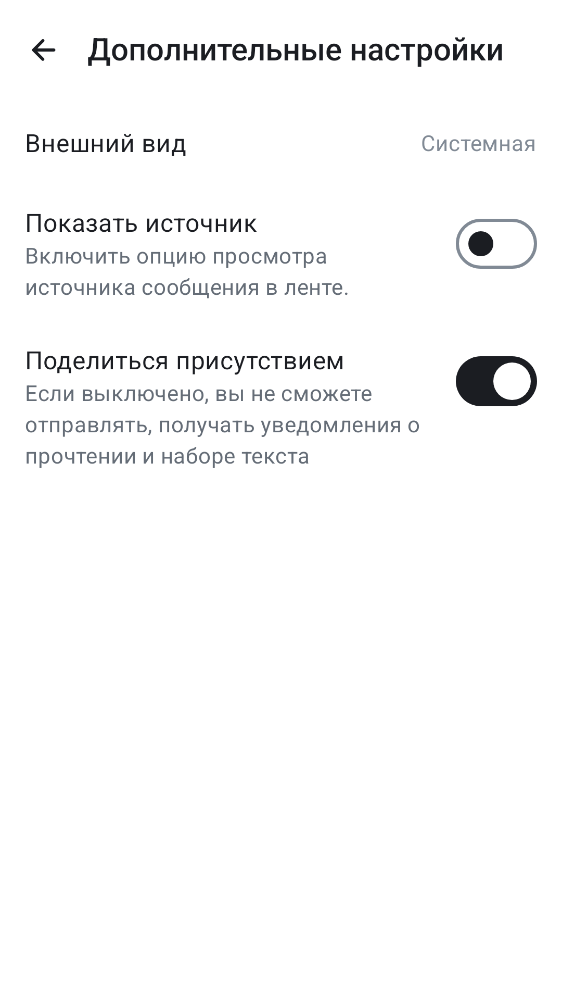 Дополнительные настройки
Внешний вид
Системная
Показать источник
Включить опцию просмотра
источника сообщения в ленте.
Поделиться присутствием
Если выключено, вы не сможете
отправлять, получать уведомления о
прочтении и наборе текста